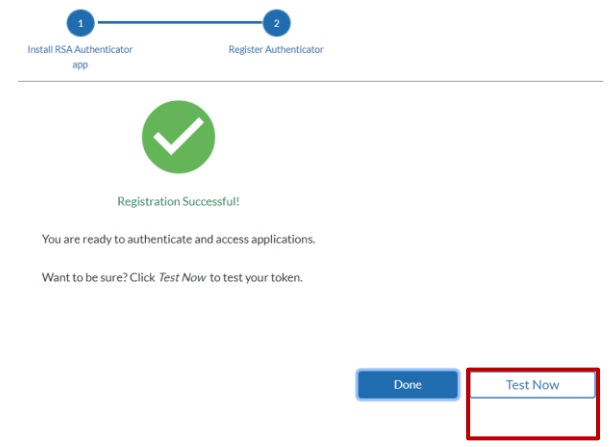 1
2
Install RSA Authenticator
app
Register Authenticator
Registration Successful!
You are ready to authenticate and access applications.
Want to be sure? Click Test Now to test your token.
Done
Test Now